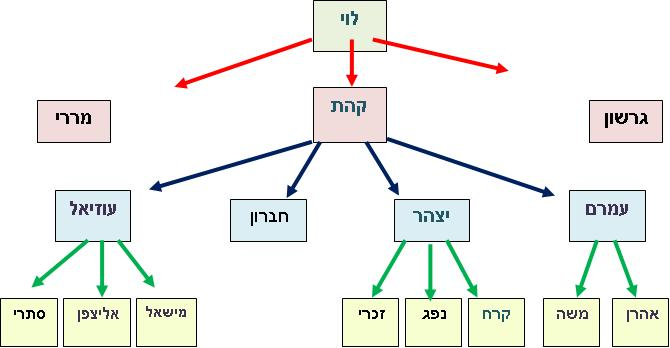 לוי
גרשון
קהת
מררי
עמרם
יצהר
חברון
עוזיאל
אהרן
משה
קרח
נפג
זכרי
מישאל
אליצפן
סתרי